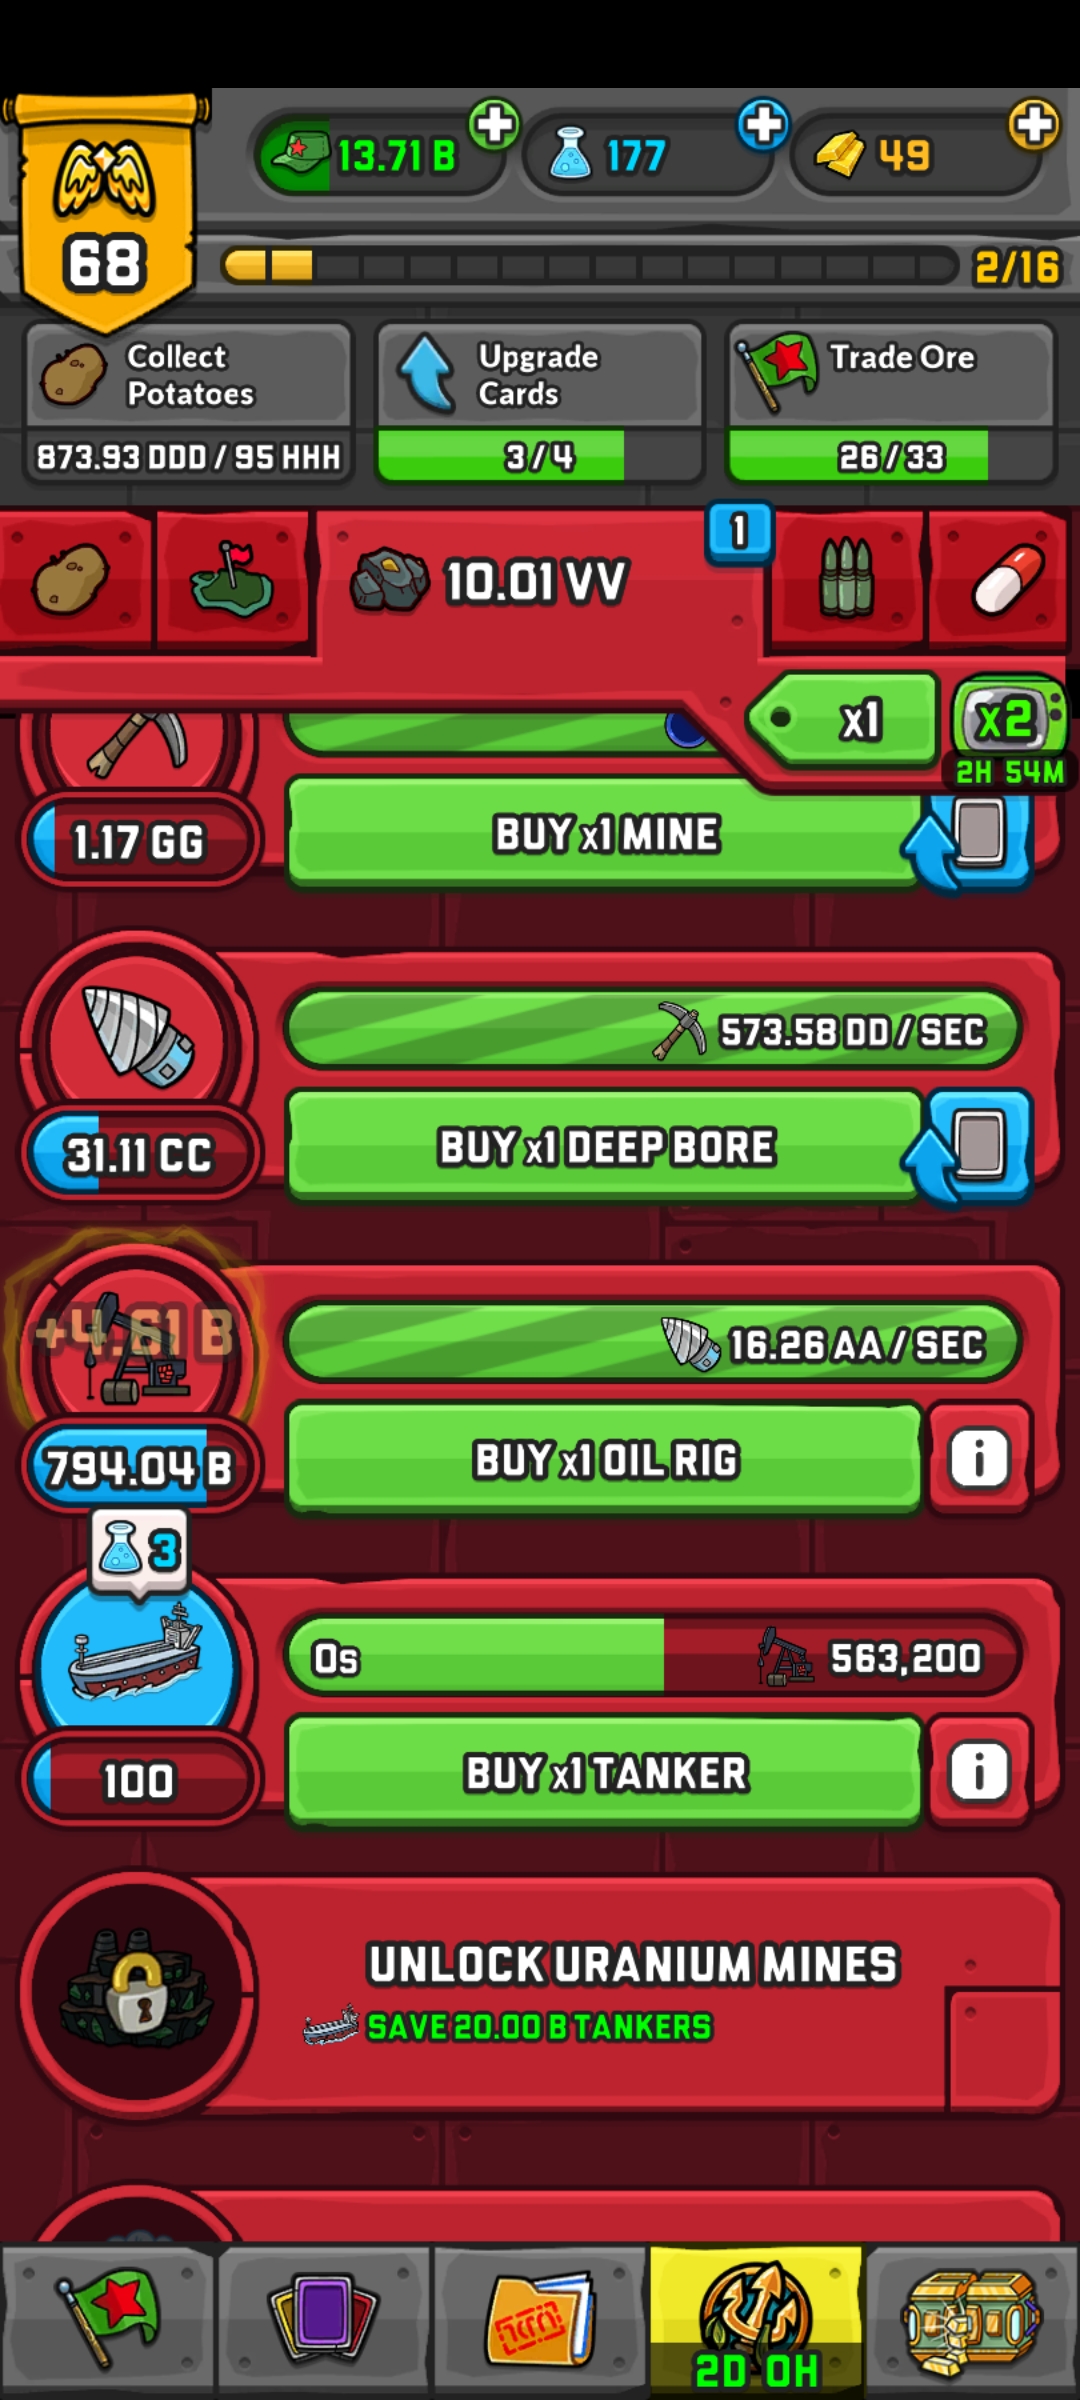 13.71 B
177
49
68
2/16
Collect
Potatoes
873.93 DDD / 95 HHH
Upgrade
Cards
3/4
Trade Ore
26/33
10.01 VV
1
x1
x2
2H 54M
1.17 GG
BUY x1 MINE
573.58 DD / SEC
31.11 CC
BUY x1 DEEP BORE
+4.61 B
16.26 AA / SEC
794.04 B
BUY x1 OIL RIG
i
3
0s
563,200
100
BUY x1 TANKER
i
UNLOCK URANIUM MINES
SAVE 20.00 B TANKERS
2D 0H